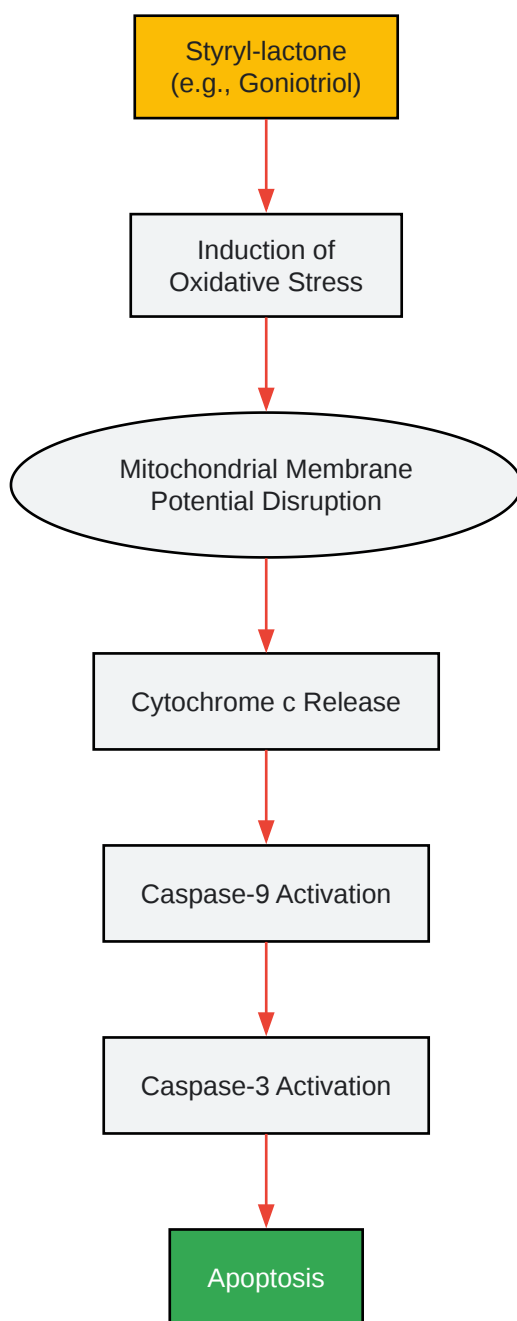 Styryl-lactone
(e.g., Goniotriol)
Induction of
Oxidative Stress
Mitochondrial Membrane
Potential Disruption
Cytochrome c Release
Caspase-9 Activation
Caspase-3 Activation
Apoptosis